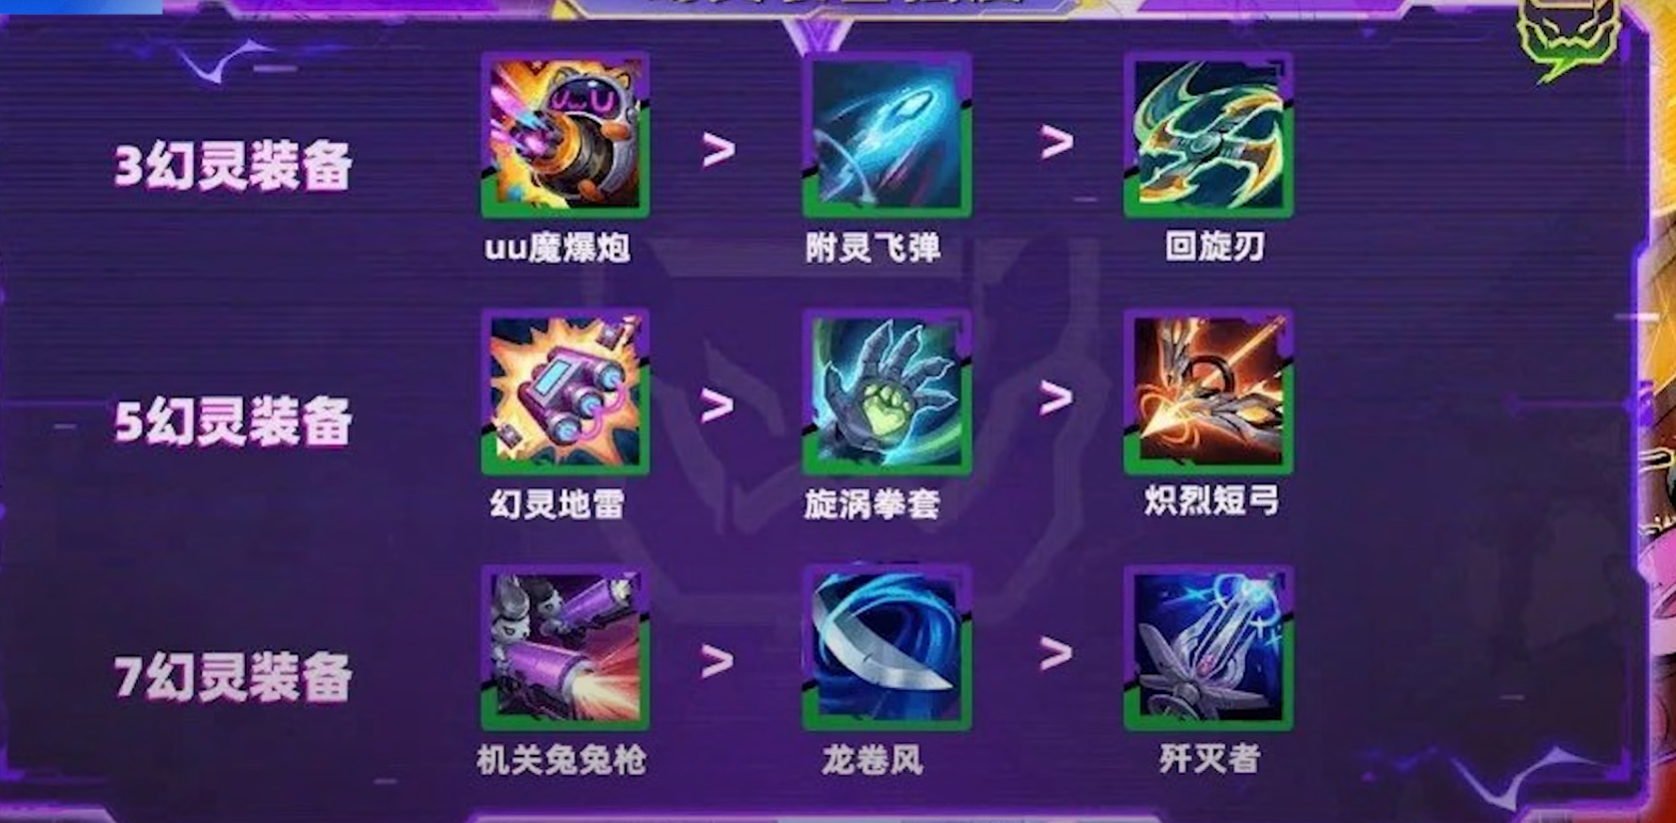 3幻灵装备 > >
uu魔爆炮 附灵飞弹 回旋刃
5幻灵装备 > >
幻灵地雷 旋涡拳套 炽烈短弓
7幻灵装备 > >
机关兔兔枪 龙卷风 歼灭者